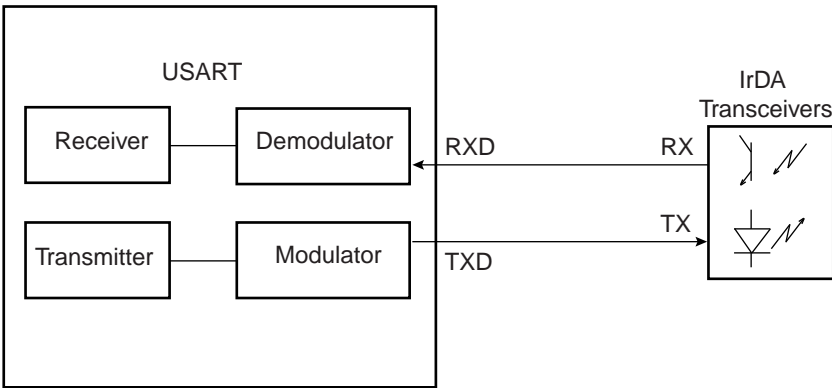 USART
IrDA
Transceivers
Receiver
Demodulator
RXD
RX
Transmitter
Modulator
TXD
TX